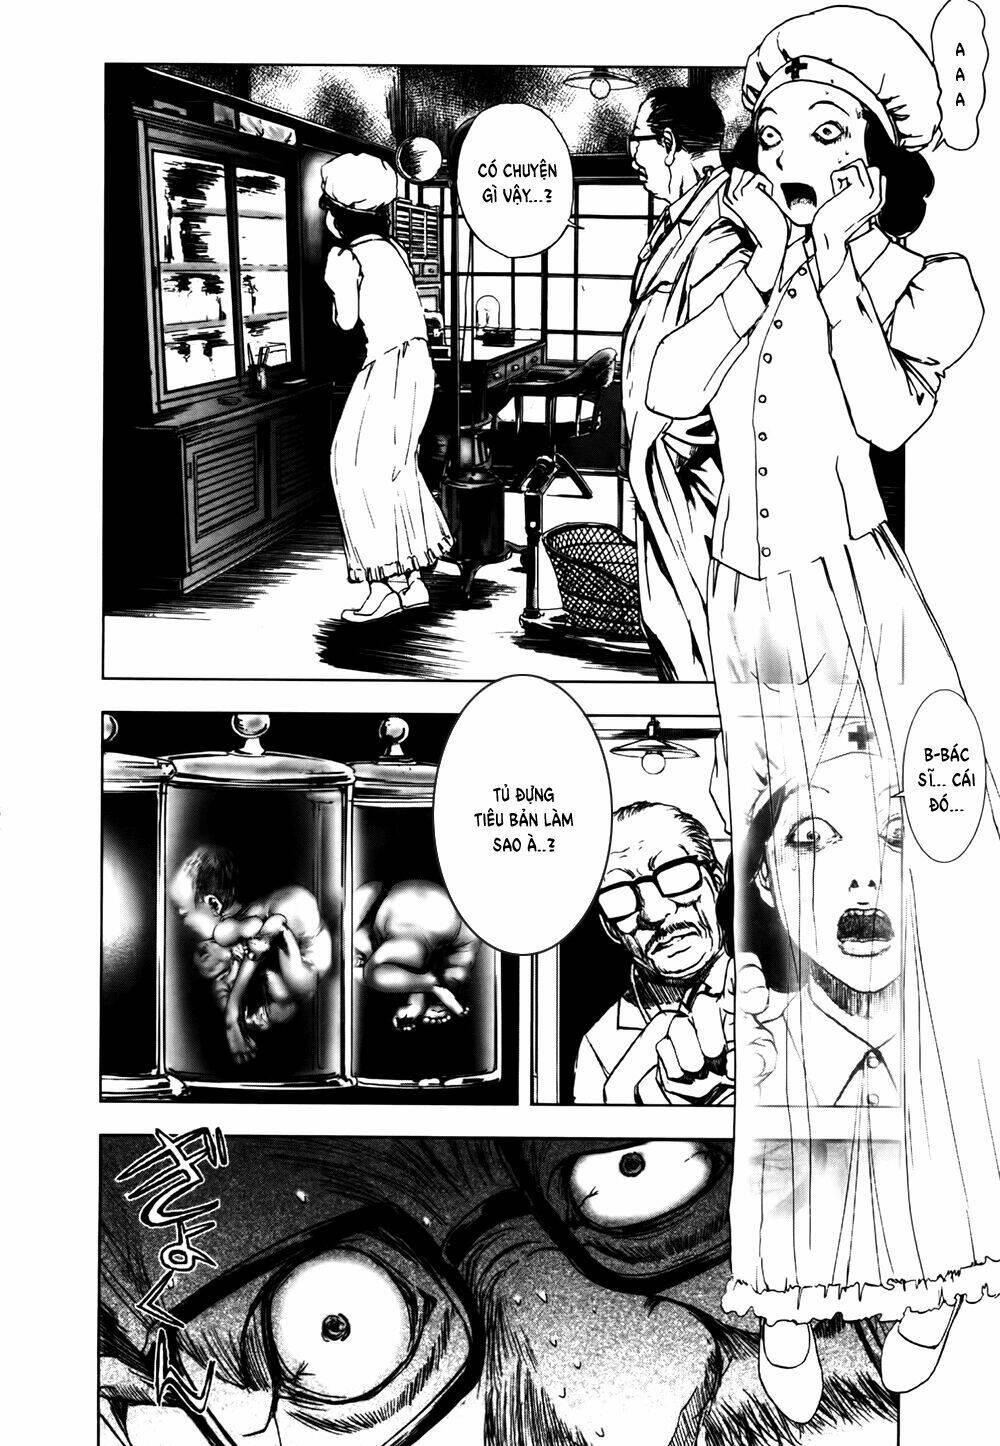 A
A
A
CÓ CHUYỆN
GÌ VẬY...?
B-BÁC
SĨ... CÁI
ĐÓ...
TỦ ĐỰNG
TIÊU BẢN LÀM
SAO À..?